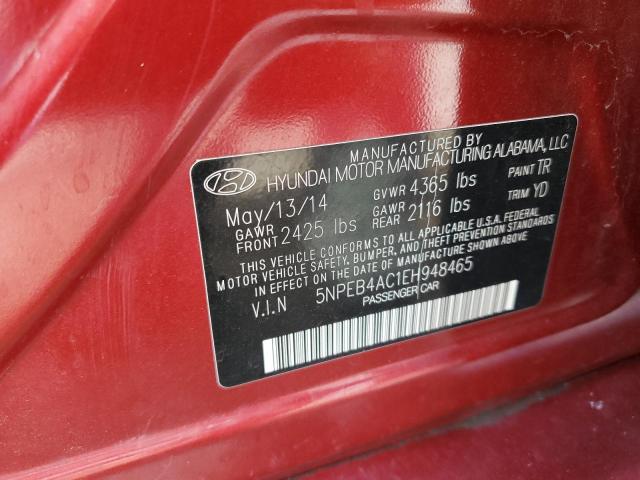 MANUFACTURED BY
HYUNDAI MOTOR MANUFACTURING ALABAMA, LLC
May/13/14 GVWR 4365 lbs PAINT TR
GAWR FRONT 2425 lbs GAWR REAR 2116 lbs TRIM YD
THIS VEHICLE CONFORMS TO ALL APPLICABLE U.S.A. FEDERAL
MOTOR VEHICLE SAFETY, BUMPER, AND THEFT PREVENTION STANDARDS
IN EFFECT ON THE DATE OF MANUFACTURE SHOWN ABOVE.
V.I.N 5NPEB4AC1EH948465
PASSENGER CAR